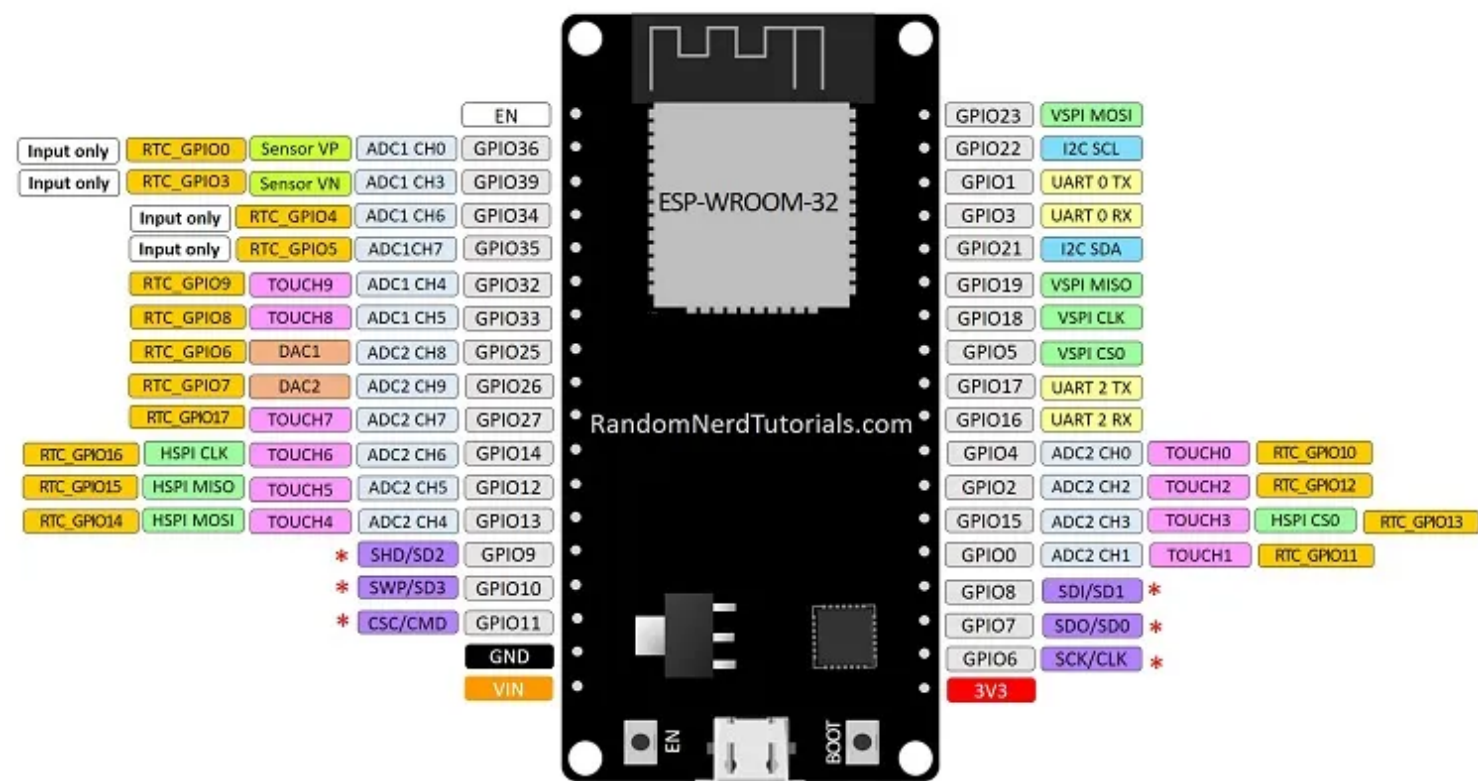 EN
Input only RTC_GPIO0 Sensor VP ADC1 CH0 GPIO36
Input only RTC_GPIO3 Sensor VN ADC1 CH3 GPIO39
Input only RTC_GPIO4 ADC1 CH6 GPIO34
Input only RTC_GPIO5 ADC1CH7 GPIO35
RTC_GPIO9 TOUCH9 ADC1 CH4 GPIO32
RTC_GPIO8 TOUCH8 ADC1 CH5 GPIO33
RTC_GPIO6 DAC1 ADC2 CH8 GPIO25
RTC_GPIO7 DAC2 ADC2 CH9 GPIO26
RTC_GPIO17 TOUCH7 ADC2 CH7 GPIO27
RTC_GPIO16 HSPI CLK TOUCH6 ADC2 CH6 GPIO14
RTC_GPIO15 HSPI MISO TOUCH5 ADC2 CH5 GPIO12
RTC_GPIO14 HSPI MOSI TOUCH4 ADC2 CH4 GPIO13
* SHD/SD2 GPIO9
* SWP/SD3 GPIO10
* CSC/CMD GPIO11
GND
VIN
ESP-WROOM-32
RandomNerdTutorials.com
EN
BOOT
GPIO23 VSPI MOSI
GPIO22 I2C SCL
GPIO1 UART 0 TX
GPIO3 UART 0 RX
GPIO21 I2C SDA
GPIO19 VSPI MISO
GPIO18 VSPI CLK
GPIO5 VSPI CS0
GPIO17 UART 2 TX
GPIO16 UART 2 RX
GPIO4 ADC2 CH0 TOUCH0 RTC_GPIO10
GPIO2 ADC2 CH2 TOUCH2 RTC_GPIO12
GPIO15 ADC2 CH3 TOUCH3 HSPI CS0 RTC_GPIO13
GPIO0 ADC2 CH1 TOUCH1 RTC_GPIO11
GPIO8 SDI/SD1 *
GPIO7 SDO/SD0 *
GPIO6 SCK/CLK *
3V3